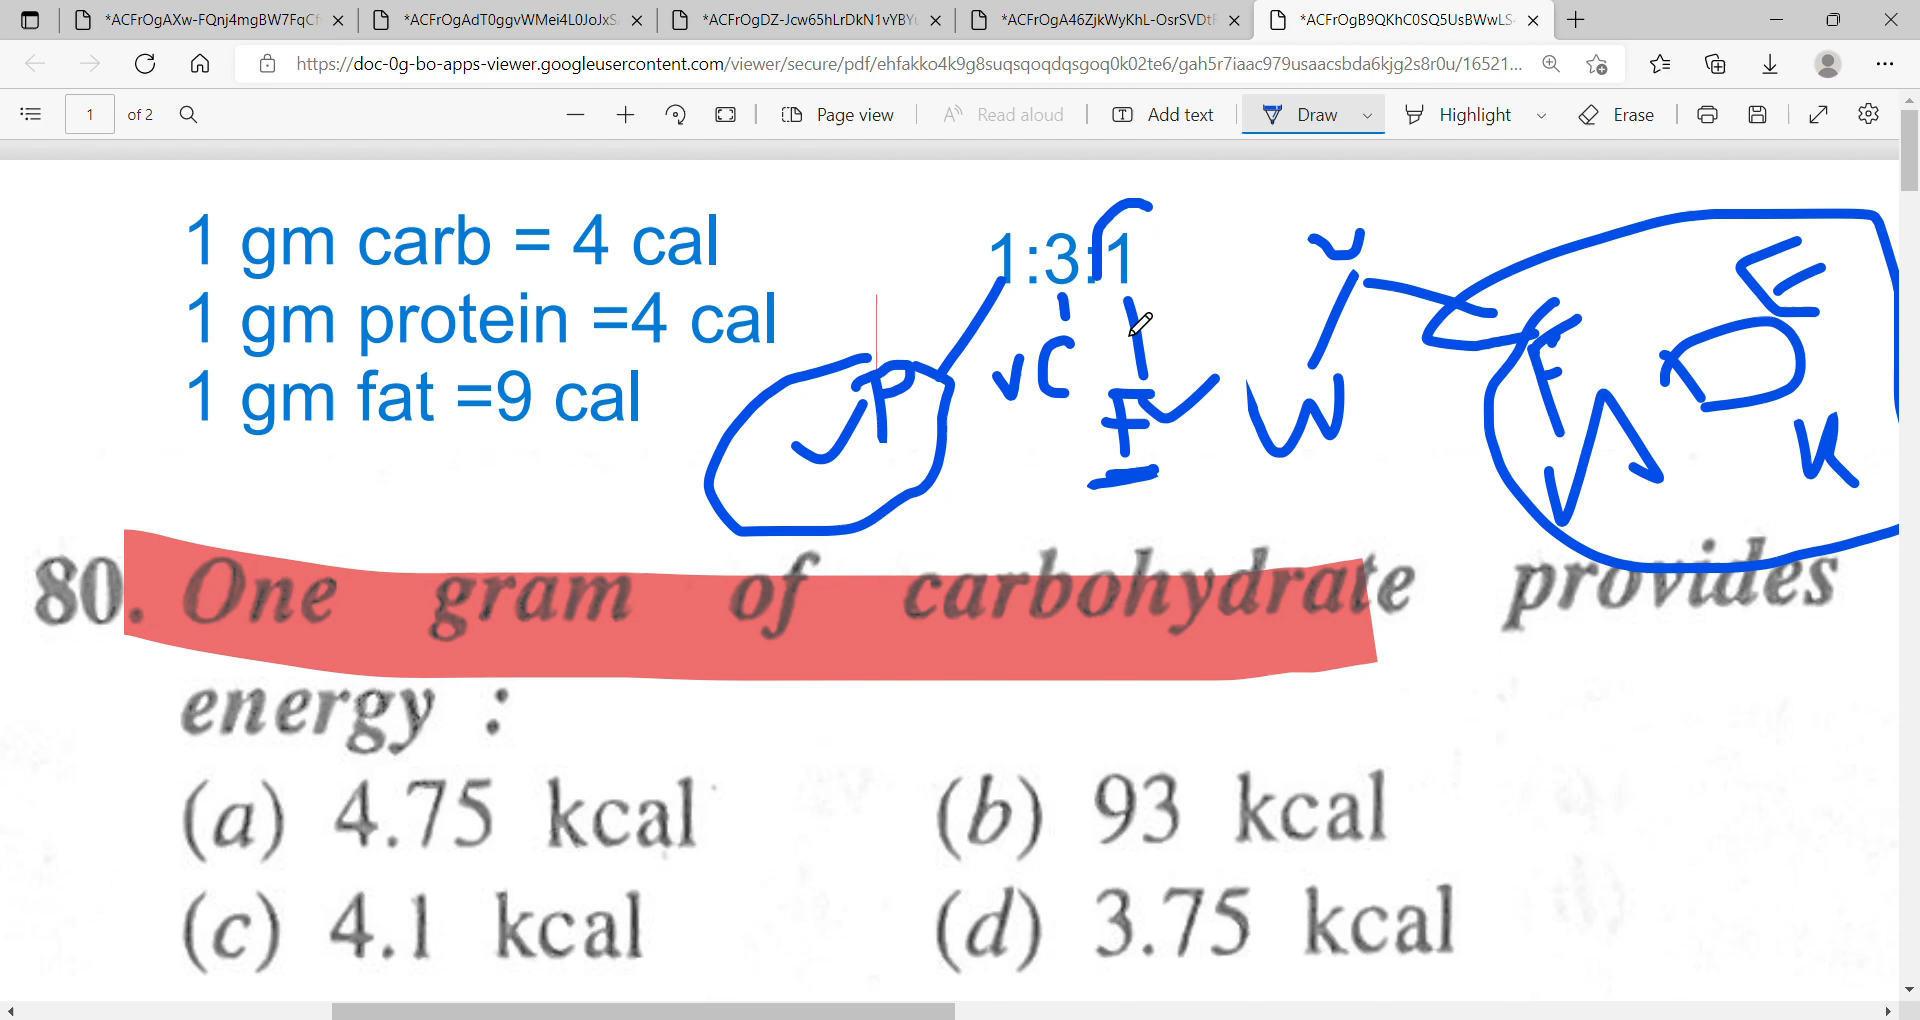 *ACFrOgAXw-FQnj4mgBW7FqCf
*ACFrOgAdT0ggvWMei4L0JoJxS
*ACFrOgDZ-Jcw65hLrDkN1vYBY
*ACFrOgA46ZjkWyKhL-OsrSVDt
*ACFrOgB9QKhC0SQ5UsBWwLS
https://doc-0g-bo-apps-viewer.googleusercontent.com/viewer/secure/pdf/ehfakko4k9g8suqsqoqdqsgoq0k02te6/gah5r7iaac979usaacsbda6kjg2s8r0u/16521...
1 of 2 Page view Read aloud Add text Draw Highlight Erase
1 gm carb = 4 cal
1 gm protein =4 cal
1 gm fat =9 cal
1:3:1
P C F W
E
F
K
80. One gram of carbohydrate provides
energy :
(a) 4.75 kcal (b) 93 kcal
(c) 4.1 kcal (d) 3.75 kcal